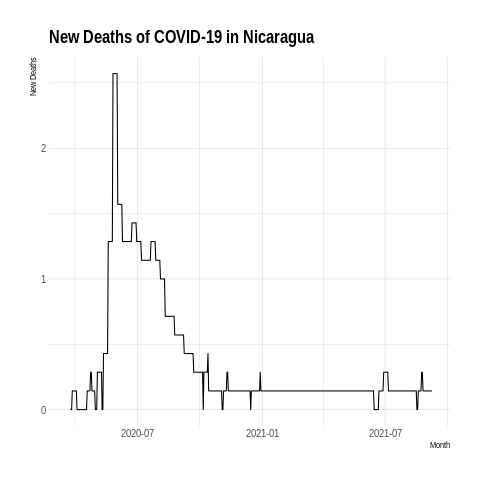 New Deaths of COVID-19 in Nicaragua
New Deaths
2
1
0
2020-07
2021-01
2021-07
Month